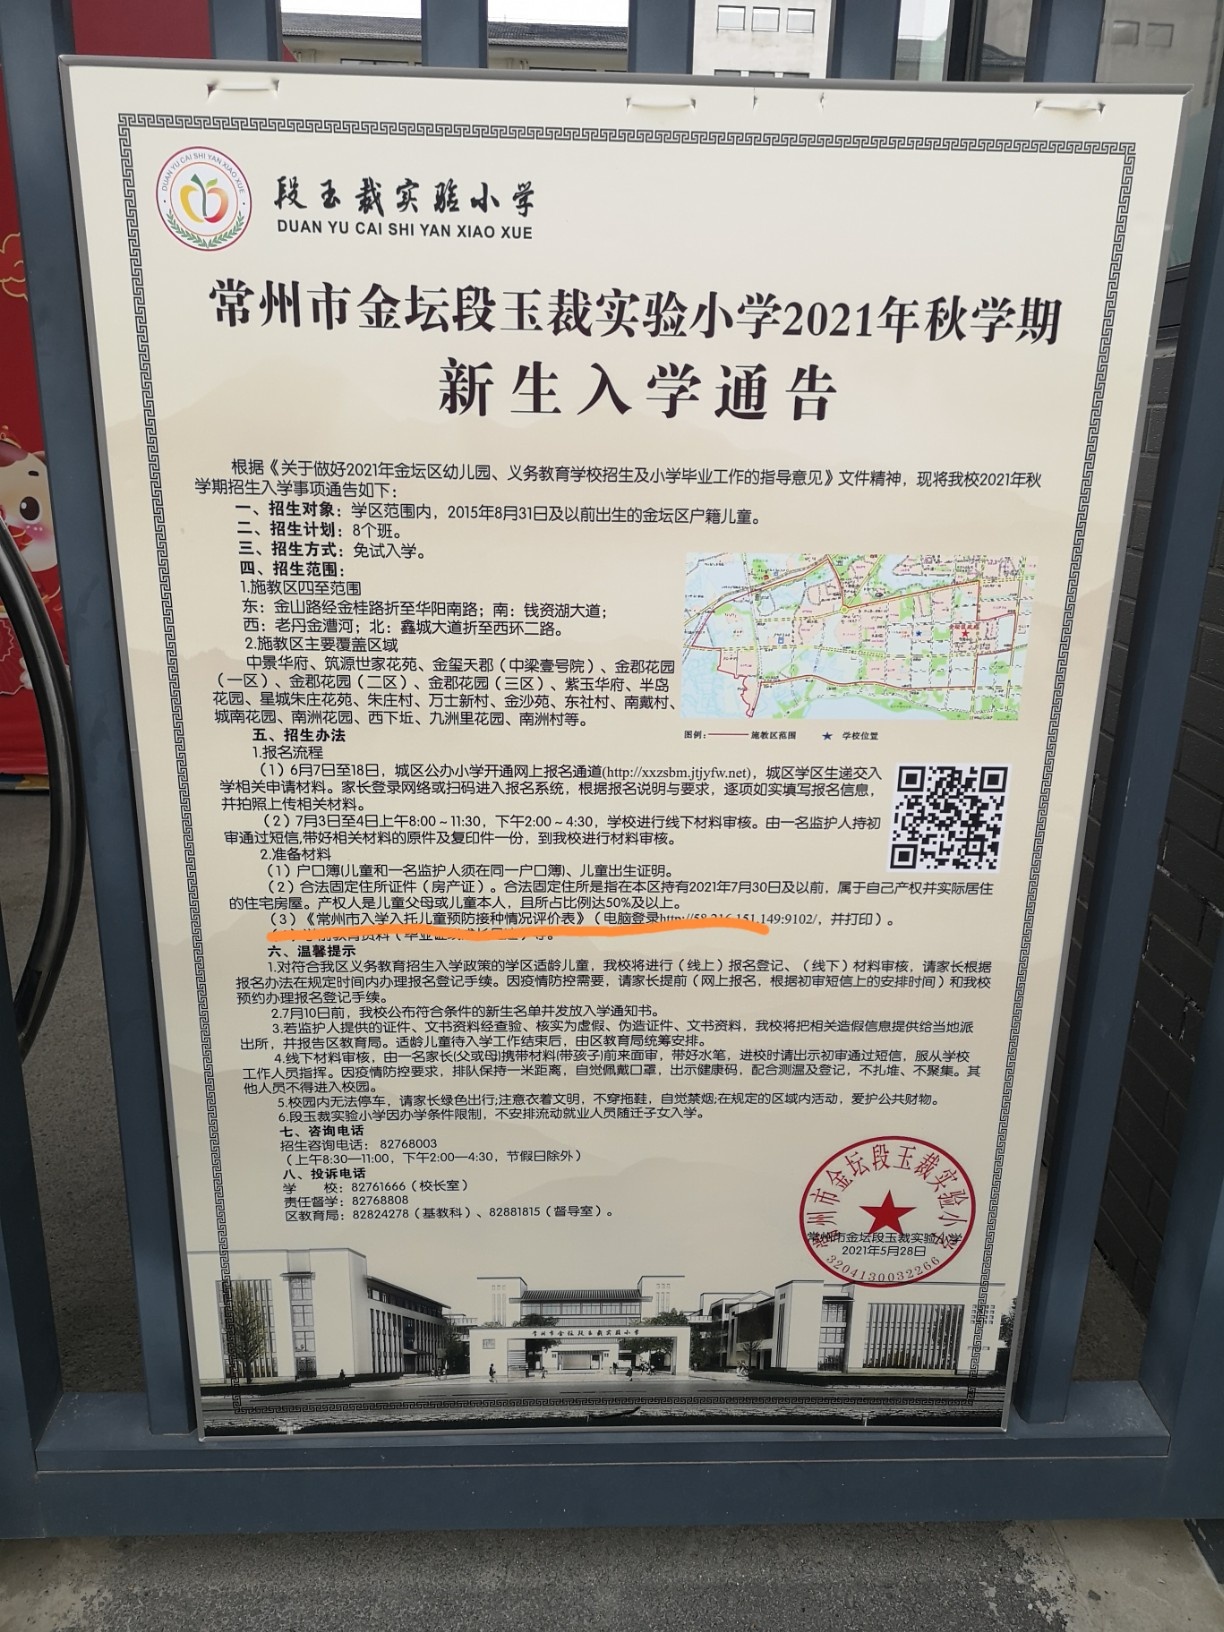 DUAN YU CAI SHI YAN XIAO XUE
段玉裁实验小学
DUAN YU CAI SHI YAN XIAO XUE
常州市金坛段玉裁实验小学2021年秋学期
新生入学通告
根据《关于做好2021年金坛区幼儿园、义务教育学校招生及小学毕业工作的指导意见》文件精神，现将我校2021年秋
学期招生入学事项通告如下：
一、招生对象：学区范围内，2015年8月31日及以前出生的金坛区户籍儿童。
二、招生计划：8个班。
三、招生方式：免试入学。
四、招生范围：
1.施教区四至范围
东：金山路经金桂路折至华阳南路；南：钱资湖大道；
西：老丹金漕河；北：鑫城大道折至西环二路。
2.施教区主要覆盖区域
中景华府、筑源世家花苑、金玺天郡（中梁壹号院）、金郡花园
（一区）、金郡花园（二区）、金郡花园（三区）、紫玉华府、半岛
花园、星城朱庄花苑、朱庄村、万士新村、金沙苑、东社村、南戴村、
城南花园、南洲花园、西下坵、九洲里花园、南洲村等。
图例：施教区范围 学校位置
五、招生办法
1.报名流程
（1）6月7日至18日，城区公办小学开通网上报名通道(http://xxzsbm.jtjyfw.net)，城区学区生递交入
学相关申请材料。家长登录网络或扫码进入报名系统，根据报名说明与要求，逐项如实填写报名信息，
并拍照上传相关材料。
（2）7月3日至4日上午8:00～11:30，下午2:00～4:30，学校进行线下材料审核。由一名监护人持初
审通过短信,带好相关材料的原件及复印件一份，到我校进行材料审核。
2.准备材料
（1）户口簿(儿童和一名监护人须在同一户口簿)、儿童出生证明。
（2）合法固定住所证件（房产证）。合法固定住所是指在本区持有2021年7月30日及以前，属于自己产权并实际居住
的住宅房屋。产权人是儿童父母或儿童本人，且所占比例达50%及以上。
（3）《常州市入学入托儿童预防接种情况评价表》（电脑登录http://58.216.151.149:9102/，并打印）。
六、温馨提示
1.对符合我区义务教育招生入学政策的学区适龄儿童，我校将进行（线上）报名登记、（线下）材料审核，请家长根据
报名办法在规定时间内办理报名登记手续。因疫情防控需要，请家长提前（网上报名，根据初审短信上的安排时间）和我校
预约办理报名登记手续。
2.7月10日前，我校公布符合条件的新生名单并发放入学通知书。
3.若监护人提供的证件、文书资料经查验、核实为虚假、伪造证件、文书资料，我校将把相关造假信息提供给当地派
出所，并报告区教育局。适龄儿童待入学工作结束后，由区教育局统筹安排。
4.线下材料审核，由一名家长(父或母)携带材料(带孩子)前来面审，带好水笔，进校时请出示初审通过短信，服从学校
工作人员指挥。因疫情防控要求，排队保持一米距离，自觉佩戴口罩，出示健康码，配合测温及登记，不扎堆、不聚集。其
他人员不得进入校园。
5.校园内无法停车，请家长绿色出行;注意衣着文明，不穿拖鞋，自觉禁烟;在规定的区域内活动，爱护公共财物。
6.段玉裁实验小学因办学条件限制，不安排流动就业人员随迁子女入学。
七、咨询电话
招生咨询电话：82768003
（上午8:30—11:00，下午2:00—4:30，节假日除外）
八、投诉电话
学 校：82761666（校长室）
责任督学：82768808
区教育局：82824278（基教科）、82881815（督导室）。
常州市金坛段玉裁实验小学
常州市金坛段玉裁实验小学
2021年5月28日
3204130032266
常州市金坛段玉裁实验小学